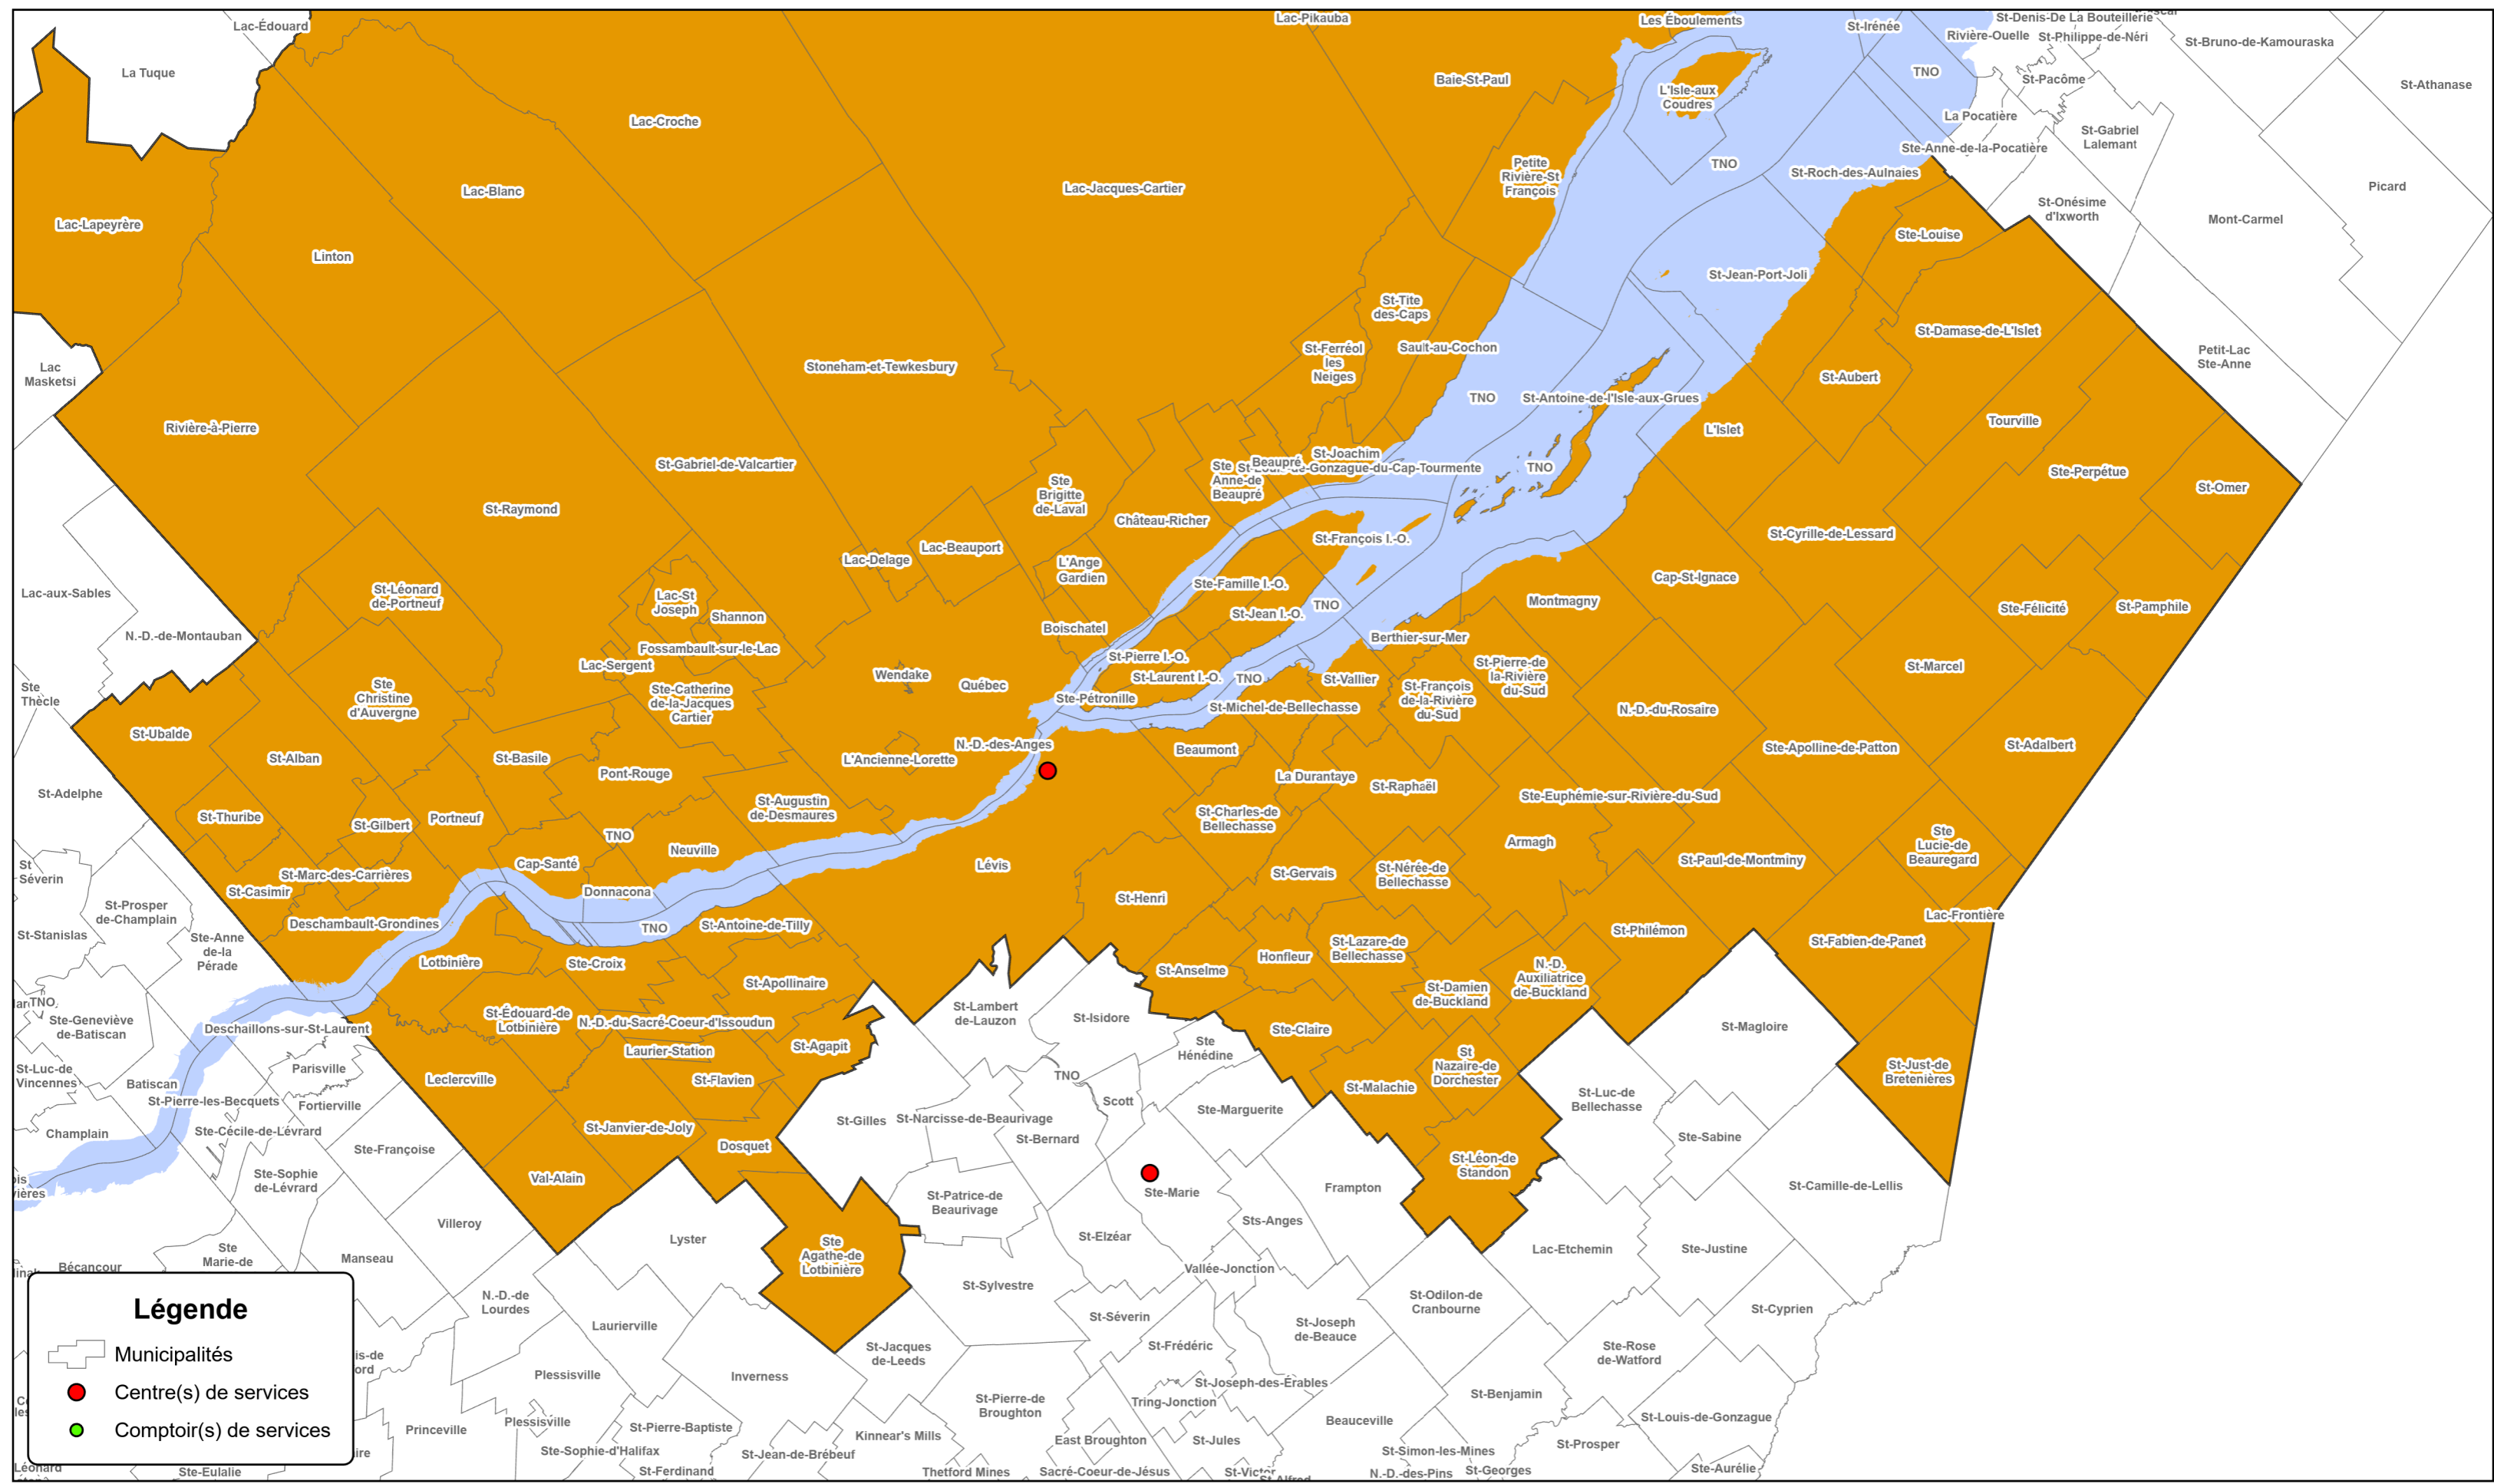 Lac-Édouard
Lac-Pikauba
Les Éboulements
St-Irénée
St-Denis-De La Bouteillerie
Rivière-Ouelle
St-Philippe-de-Néri
St-Bruno-de-Kamouraska
La Tuque
Baie-St-Paul
TNO
St-Pacôme
St-Athanase
L'Isle-aux
Coudres
Lac-Croche
La Pocatière
St-Gabriel
Lalemant
Ste-Anne-de-la-Pocatière
Petite
Rivière-St
François
TNO
St-Roch-des-Aulnaies
Lac-Blanc
Lac-Jacques-Cartier
Picard
St-Onésime
d'Ixworth
Mont-Carmel
Lac-Lapeyrère
Ste-Louise
Linton
St-Jean-Port-Joli
St-Tite
des-Caps
St-Damase-de-L'Islet
St-Ferréol
les
Neiges
Sault-au-Cochon
Petit-Lac
Ste-Anne
Lac
Masketsi
Stoneham-et-Tewkesbury
St-Aubert
TNO
St-Antoine-de-l'Isle-aux-Grues
Rivière-à-Pierre
L'Islet
Tourville
St-Gabriel-de-Valcartier
St-Joachim
Beaupré
St-Louis-de-Gonzague-du-Cap-Tourmente
Ste
Anne-de
Beaupré
TNO
Ste-Perpétue
St-Omer
Ste
Brigitte
de-Laval
St-Raymond
Château-Richer
St-François I.-O.
St-Cyrille-de-Lessard
Lac-Beauport
Lac-Delage
L'Ange
Gardien
Cap-St-Ignace
Ste-Famille I.-O.
Lac-aux-Sables
St-Léonard
de-Portneuf
Lac-St
Joseph
Shannon
St-Jean I.-O.
TNO
Montmagny
Ste-Félicité
St-Pamphile
N.-D.-de-Montauban
Boischatel
Berthier-sur-Mer
Fossambault-sur-le-Lac
Lac-Sergent
St-Pierre I.-O.
St-Pierre-de
la-Rivière
du-Sud
St-Marcel
Wendake
Québec
St-Laurent I.-O.
TNO
St-Vallier
Ste
Thècle
Ste
Christine
d'Auvergne
Ste-Catherine
de-la-Jacques
Cartier
Ste-Pétronille
St-Michel-de-Bellechasse
St-François
de-la-Rivière
du-Sud
N.-D.-du-Rosaire
St-Ubalde
N.-D.-des-Anges
Beaumont
Ste-Apolline-de-Patton
St-Adalbert
St-Alban
St-Basile
L'Ancienne-Lorette
Pont-Rouge
La Durantaye
St-Raphaël
St-Adelphe
Ste-Euphémie-sur-Rivière-du-Sud
St-Augustin
de-Desmaures
St-Thuribe
St-Gilbert
Portneuf
St-Charles-de
Bellechasse
TNO
Armagh
Neuville
Ste
Lucie-de
Beauregard
St
Séverin
St-Marc-des-Carrières
Cap-Santé
Lévis
St-Gervais
St-Nérée-de
Bellechasse
St-Paul-de-Montminy
St-Casimir
Donnacona
St-Henri
St-Prosper
de-Champlain
Lac-Frontière
Deschambault-Grondines
TNO
St-Antoine-de-Tilly
St-Stanislas
Ste-Anne
de-la
Pérade
St-Philémon
St-Fabien-de-Panet
Lotbinière
Ste-Croix
St-Anselme
Honfleur
St-Lazare-de
Bellechasse
N.-D.
Auxiliatrice
de-Buckland
St-Damien
de-Buckland
St-Apollinaire
TNO
Ste-Geneviève
de-Batiscan
Deschaillons-sur-St-Laurent
St-Édouard-de
Lotbinière
N.-D.-du-Sacré-Coeur-d'Issoudun
St-Lambert
de-Lauzon
St-Isidore
Ste-Claire
St-Magloire
Laurier-Station
St-Agapit
Ste
Hénédine
St-Luc-de
Vincennes
Batiscan
Parisville
Leclercville
St-Flavien
TNO
St-Malachie
St
Nazaire-de
Dorchester
St-Just-de
Bretenières
St-Pierre-les-Becquets
Fortierville
Scott
Ste-Marguerite
St-Luc-de
Bellechasse
Champlain
Ste-Cécile-de-Lévrard
St-Janvier-de-Joly
St-Gilles
St-Narcisse-de-Beaurivage
St-Bernard
Ste-Sabine
Ste-Françoise
Dosquet
Ste-Sophie
de-Lévrard
Val-Alain
St-Léon-de
Standon
St-Patrice-de
Beaurivage
Ste-Marie
Frampton
St-Camille-de-Lellis
Villeroy
Lyster
Sts-Anges
St-Elzéar
Ste
Agathe-de
Lotbinière
Lac-Etchemin
Ste-Justine
Ste
Marie-de
Manseau
Bécancour
Vallée-Jonction
St-Sylvestre
N.-D.-de
Lourdes
St-Odilon-de
Cranbourne
St-Cyprien
Laurierville
St-Séverin
St-Joseph
de-Beauce
St-Jacques
de-Leeds
St-Frédéric
Ste-Rose
de-Watford
Plessisville
Inverness
St-Joseph-des-Érables
St-Pierre-de
Broughton
Tring-Jonction
St-Benjamin
Princeville
Plessisville
St-Pierre-Baptiste
Beauceville
St-Louis-de-Gonzague
Kinnear's Mills
East Broughton
St-Jules
St-Prosper
Ste-Sophie-d'Halifax
St-Jean-de-Brébeuf
St-Simon-les-Mines
Léonard
Ste-Eulalie
St-Ferdinand
Thetford Mines
Sacré-Coeur-de-Jésus
St-Victor
St-Alfred
N.-D.-des-Pins
St-Georges
Ste-Aurélie
Légende
Municipalités
Centre(s) de services
Comptoir(s) de services